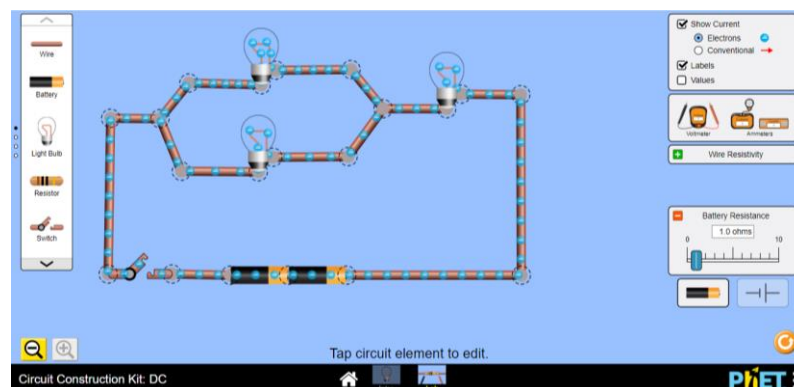 Wire
Battery
Light Bulb
Resistor
Switch
Show Current
Electrons
Conventional
Labels
Values
Voltmeter
Ammeters
Wire Resistivity
Battery Resistance
1.0 ohms
0
10
Tap circuit element to edit.
Circuit Construction Kit: DC
PhET